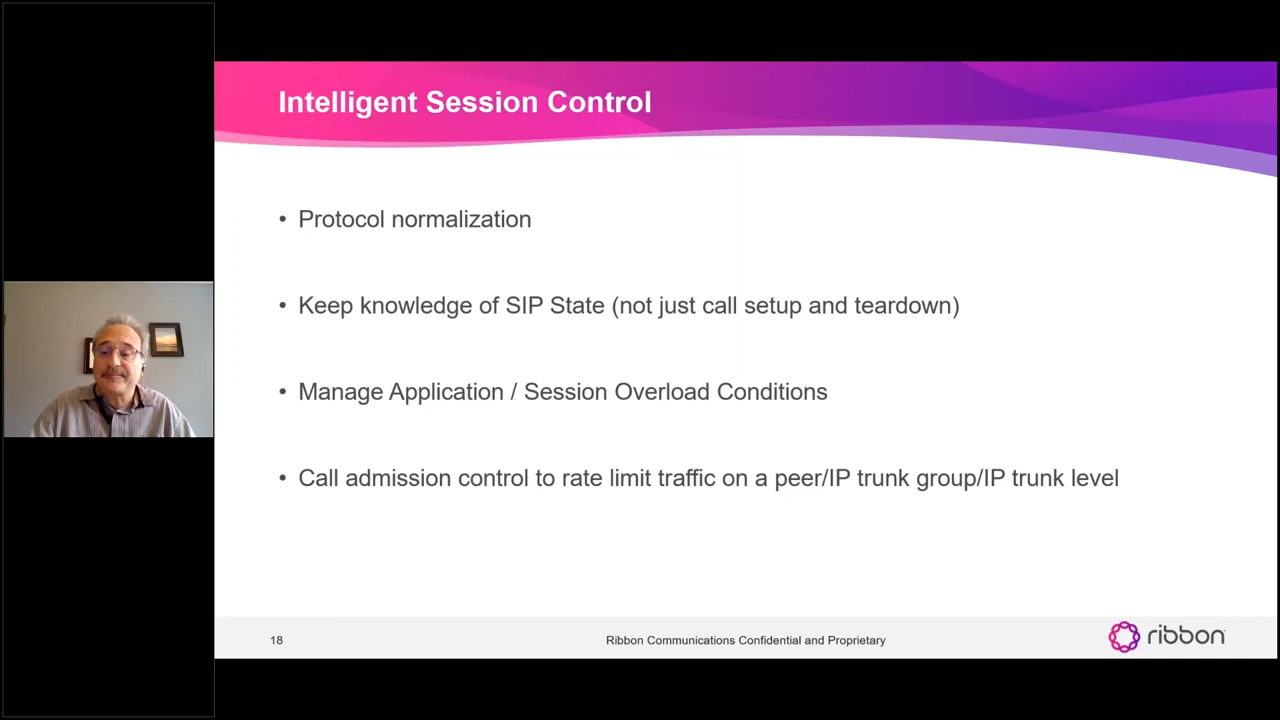 Intelligent Session Control
• Protocol normalization
• Keep knowledge of SIP State (not just call setup and teardown)
• Manage Application / Session Overload Conditions
• Call admission control to rate limit traffic on a peer/IP trunk group/IP trunk level
18
Ribbon Communications Confidential and Proprietary
ribbon